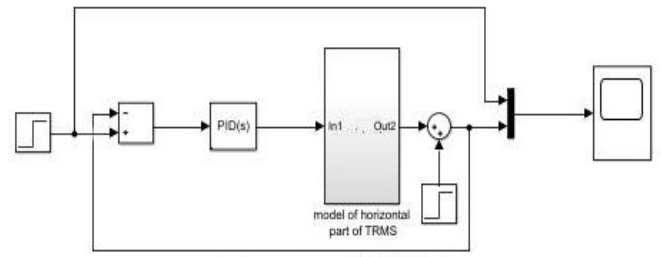 PID(s)
In1
Out2
model of horizontal
part of TRMS